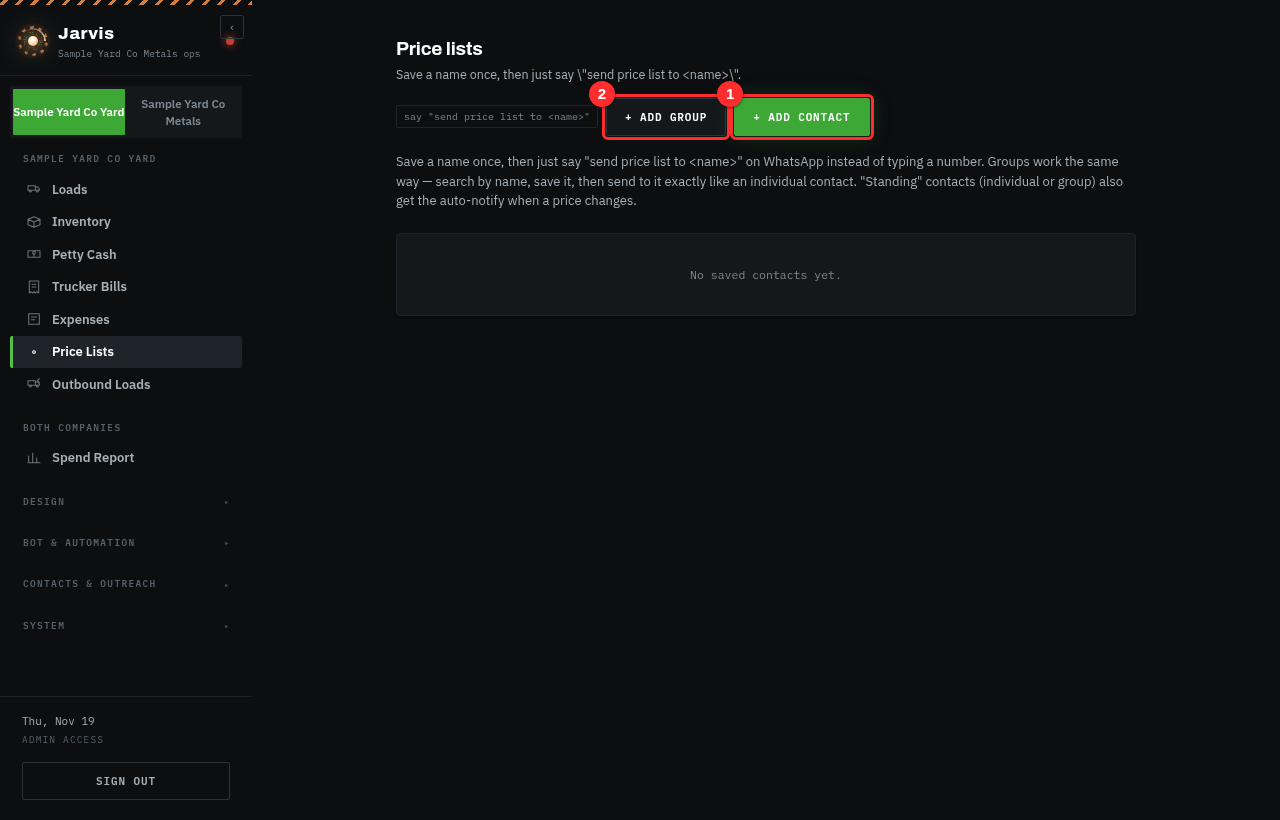 Jarvis
Sample Yard Co Metals ops
‹
Sample Yard Co Yard
Sample Yard Co
Metals
SAMPLE YARD CO YARD
Loads
Inventory
Petty Cash
Trucker Bills
Expenses
Price Lists
Outbound Loads
BOTH COMPANIES
Spend Report
DESIGN
BOT & AUTOMATION
CONTACTS & OUTREACH
SYSTEM
Thu, Nov 19
ADMIN ACCESS
SIGN OUT
Price lists
Save a name once, then just say \"send price list to <name>\".
say "send price list to <name>"
2
+ ADD GROUP
1
+ ADD CONTACT
Save a name once, then just say "send price list to <name>" on WhatsApp instead of typing a number. Groups work the same
way — search by name, save it, then send to it exactly like an individual contact. "Standing" contacts (individual or group) also
get the auto-notify when a price changes.
No saved contacts yet.